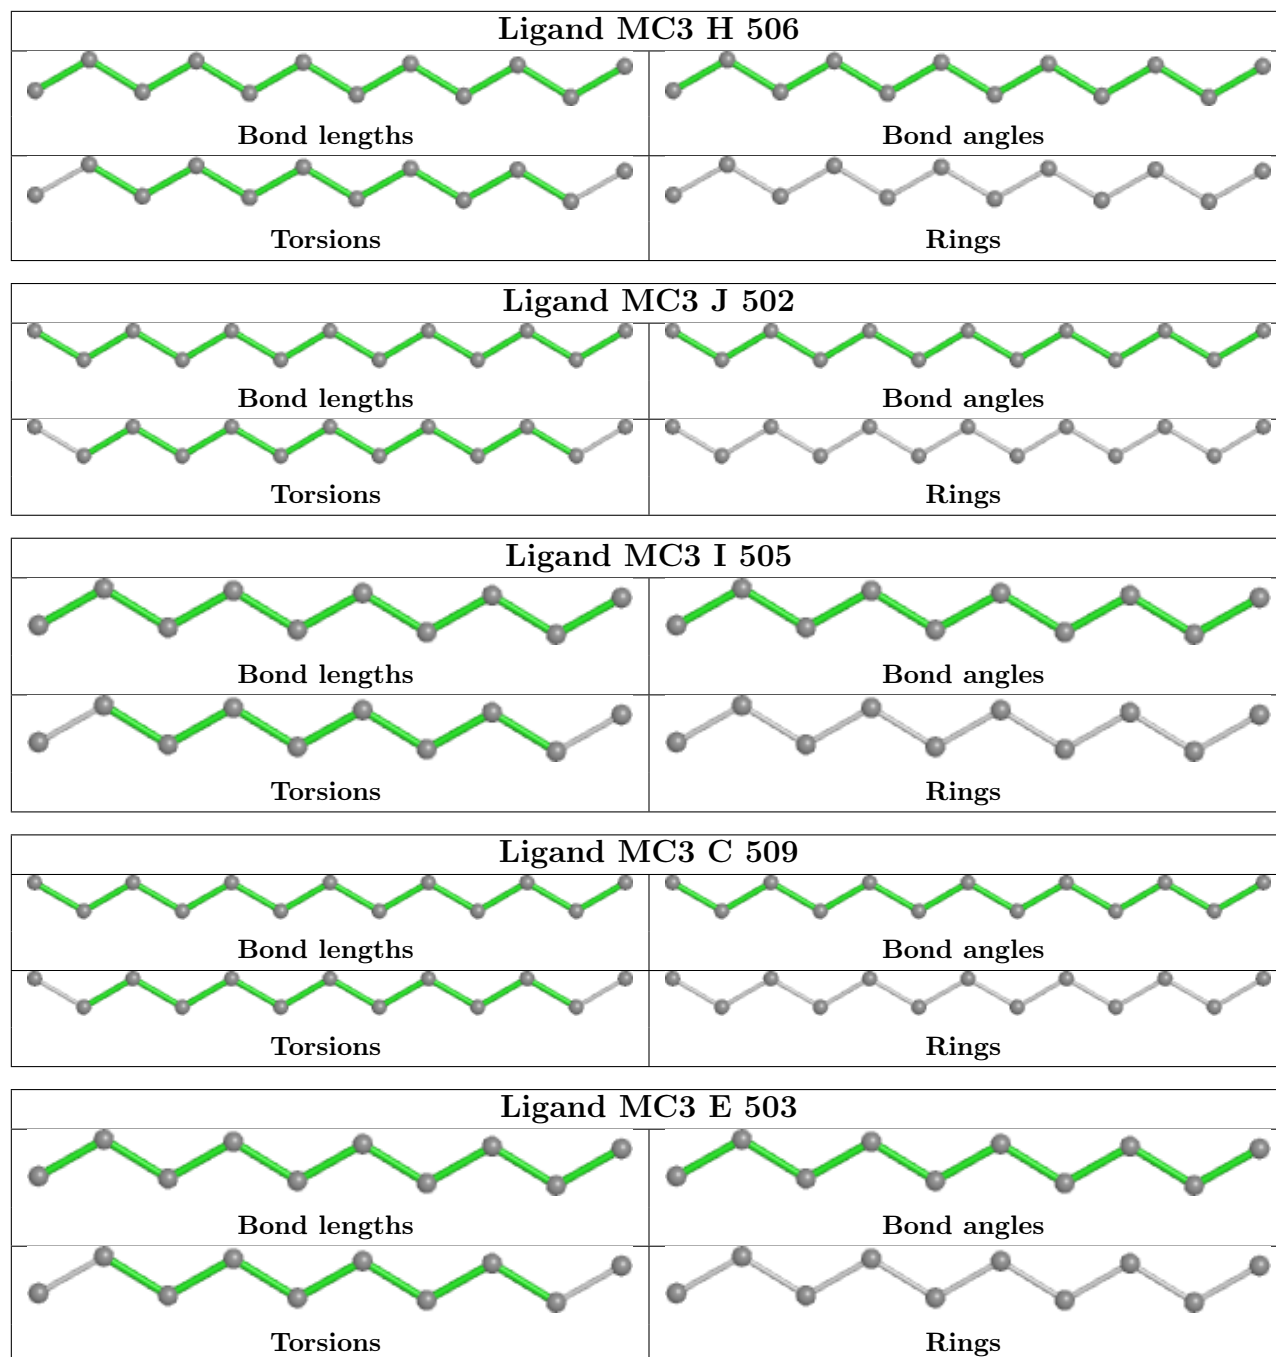 Ligand MC3 H 506
Bond lengths Bond angles
Torsions Rings
Ligand MC3 J 502
Bond lengths Bond angles
Torsions Rings
Ligand MC3 I 505
Bond lengths Bond angles
Torsions Rings
Ligand MC3 C 509
Bond lengths Bond angles
Torsions Rings
Ligand MC3 E 503
Bond lengths Bond angles
Torsions Rings